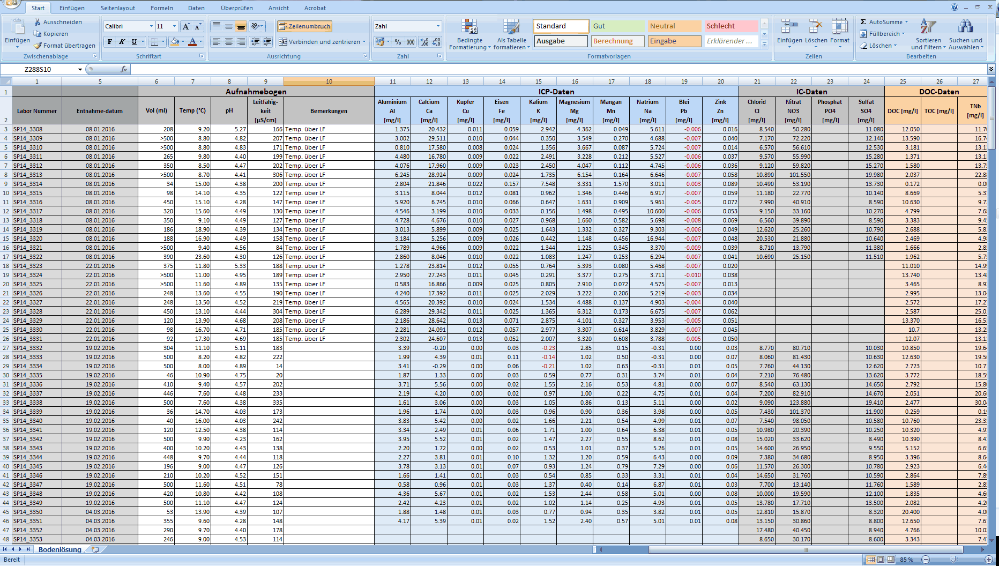 Start Einfügen Seitenlayout Formeln Daten Überprüfen Ansicht Acrobat
Einfügen Ausschneiden Kopieren Format übertragen Zwischenablage
Calibri 11 F K U Schriftart
Zeilenumbruch Verbinden und zentrieren Ausrichtung
Zahl % 000 Zahl
Bedingte Formatierung Als Tabelle formatieren
Standard Gut Neutral Schlecht
Ausgabe Berechnung Eingabe Erklärender ...
Formatvorlagen
Einfügen Löschen Format Zellen
AutoSumme Füllbereich Löschen Sortieren und Filtern Suchen und Auswählen Bearbeiten
Z288S10 fx
1 5 6 7 8 9 10 11 12 13 14 15 16 17 18 19 20 21 22 23 24 25 26 27
1 Aufnahmebogen ICP-Daten IC-Daten DOC-Daten
2 Labor Nummer Entnahme-datum Vol (ml) Temp (°C) pH Leitfähig-keit [µS/cm] Bemerkungen Aluminium Al [mg/l] Calcium Ca [mg/l] Kupfer Cu [mg/l] Eisen Fe [mg/l] Kalium K [mg/l] Magnesium Mg [mg/l] Mangan Mn [mg/l] Natrium Na [mg/l] Blei Pb [mg/l] Zink Zn [mg/l] Chlorid Cl [mg/l] Nitrat NO3 [mg/l] Phosphat PO4 [mg/l] Sulfat SO4 [mg/l] DOC [mg/l] TOC [mg/l] TNb [mg/l]
3 SP14_3308 08.01.2016 208 9.20 5.27 166 Temp. über LF 1.375 20.432 0.011 0.059 2.942 4.362 0.049 5.611 -0.006 0.016 8.540 50.280 11.080 12.050
4 SP14_3309 08.01.2016 >500 8.80 4.82 207 Temp. über LF 3.002 29.511 0.010 0.044 0.350 3.549 0.270 4.688 -0.007 0.040 7.170 72.220 12.140 13.590
5 SP14_3310 08.01.2016 >500 8.80 4.83 171 Temp. über LF 0.810 17.580 0.008 0.024 1.356 3.667 0.087 5.724 -0.007 0.014 6.570 56.610 12.530 3.181
6 SP14_3311 08.01.2016 265 9.80 4.40 199 Temp. über LF 4.480 16.780 0.009 0.022 2.491 3.228 0.212 5.527 -0.006 0.037 9.570 55.990 15.280 1.371
7 SP14_3312 08.01.2016 350 8.50 4.47 202 Temp. über LF 4.076 17.960 0.009 0.023 2.450 4.047 0.112 4.745 -0.006 0.036 9.120 59.820 15.270 1.580
8 SP14_3313 08.01.2016 >500 8.70 4.41 306 Temp. über LF 6.245 28.924 0.009 0.024 1.735 6.154 0.164 6.646 -0.007 0.058 10.890 101.550 19.980 2.037
9 SP14_3314 08.01.2016 34 15.00 4.38 200 Temp. über LF 2.804 21.846 0.022 0.157 7.548 3.331 1.570 3.011 0.003 0.089 10.490 53.190 13.730 0.172
10 SP14_3315 08.01.2016 98 14.10 4.35 122 Temp. über LF 3.115 8.044 0.012 0.081 0.962 1.346 0.446 6.917 -0.007 0.059 11.180 22.770 10.140 8.669
11 SP14_3316 08.01.2016 450 15.10 4.28 147 Temp. über LF 5.920 6.745 0.010 0.066 0.647 1.631 0.909 5.961 -0.005 0.072 7.990 40.910 8.590 10.630
12 SP14_3317 08.01.2016 320 15.60 4.49 130 Temp. über LF 4.546 3.199 0.010 0.033 0.156 1.498 0.495 10.600 -0.006 0.053 9.150 33.160 10.270 4.799
13 SP14_3318 08.01.2016 350 9.10 4.49 127 Temp. über LF 4.728 4.676 0.010 0.027 0.968 1.660 0.582 5.698 -0.008 0.069 6.560 39.890 8.590 3.383
14 SP14_3319 08.01.2016 186 18.90 4.39 134 Temp. über LF 3.013 5.899 0.009 0.025 1.643 1.332 0.327 9.303 -0.006 0.049 12.620 25.260 10.790 2.688
15 SP14_3320 08.01.2016 188 16.90 4.49 158 Temp. über LF 3.184 5.256 0.009 0.026 0.442 1.148 0.456 16.944 -0.007 0.048 20.530 21.880 10.640 2.469
16 SP14_3321 08.01.2016 >500 9.40 4.56 84 Temp. über LF 1.789 4.966 0.009 0.022 1.344 1.225 0.345 3.370 -0.009 0.039 8.710 13.790 11.380 1.666
17 SP14_3322 08.01.2016 390 23.60 4.30 126 Temp. über LF 2.860 8.046 0.010 0.022 1.083 1.247 0.253 6.294 -0.007 0.041 10.690 25.150 11.510 1.962
18 SP14_3323 22.01.2016 375 11.80 5.33 188 Temp. über LF 1.278 23.814 0.012 0.055 0.764 5.393 0.080 5.468 -0.007 0.020 11.010
19 SP14_3324 22.01.2016 >500 11.00 4.95 189 Temp. über LF 2.950 27.243 0.011 0.045 0.291 3.377 0.275 3.711 -0.010 0.038 13.740
20 SP14_3325 22.01.2016 >500 11.60 4.89 135 Temp. über LF 0.583 16.866 0.009 0.025 0.805 2.910 0.072 4.575 -0.007 0.013 3.465
21 SP14_3326 22.01.2016 248 13.60 4.55 190 Temp. über LF 4.240 17.392 0.011 0.025 2.029 3.222 0.206 5.219 -0.003 0.034 2.995
22 SP14_3327 22.01.2016 248 13.50 4.52 219 Temp. über LF 4.565 20.392 0.010 0.024 1.534 4.488 0.137 4.903 -0.004 0.040 2.572
23 SP14_3328 22.01.2016 450 13.10 4.44 304 Temp. über LF 6.289 29.342 0.011 0.025 1.365 6.312 0.173 6.675 -0.007 0.062 2.587
24 SP14_3329 22.01.2016 120 13.90 4.68 208 Temp. über LF 2.186 28.642 0.013 0.071 2.875 4.101 0.327 3.953 -0.005 0.051 13.370
25 SP14_3330 22.01.2016 98 16.70 4.71 185 Temp. über LF 2.281 24.091 0.012 0.057 2.977 3.307 0.614 3.829 -0.007 0.045 10.7
26 SP14_3331 22.01.2016 92 17.30 4.69 185 Temp. über LF 2.302 24.607 0.013 0.052 2.007 3.320 0.608 3.788 -0.005 0.050 12.07
27 SP14_3332 19.02.2016 304 11.10 5.11 183 3.39 -0.20 0.00 0.03 -0.23 2.85 0.15 -0.31 0.00 0.03 8.770 80.710 10.030 10.850
28 SP14_3333 19.02.2016 500 8.20 4.82 222 1.99 4.39 0.01 0.11 -0.14 1.02 0.50 -0.31 0.00 0.07 8.060 81.430 10.630 12.630
29 SP14_3334 19.02.2016 500 8.00 4.89 14 3.41 -0.29 0.00 0.06 -0.21 1.02 0.63 -0.31 0.01 0.05 7.760 44.130 12.620 2.723
30 SP14_3335 19.02.2016 46 10.90 4.75 20 1.87 1.33 0.00 0.03 0.59 0.77 0.31 3.74 0.01 0.04 7.210 76.480 13.620 3.772
31 SP14_3336 19.02.2016 410 9.40 4.57 202 3.71 5.56 0.00 0.02 1.55 2.16 0.53 4.81 0.00 0.07 8.540 63.130 14.650 2.792
32 SP14_3337 19.02.2016 446 7.60 4.48 233 2.19 4.20 0.00 0.02 0.97 1.00 0.22 4.75 0.01 0.04 7.200 82.910 14.670 2.051
33 SP14_3338 19.02.2016 500 7.60 4.38 335 1.61 3.06 0.00 0.03 1.05 0.86 0.13 5.11 0.00 0.02 9.090 123.880 19.410 2.477
34 SP14_3339 19.02.2016 36 14.70 4.03 173 1.96 1.74 0.00 0.03 0.96 0.90 0.36 3.98 0.00 0.05 7.430 101.370 11.900 0.259
35 SP14_3340 19.02.2016 40 16.00 4.03 242 3.83 5.42 0.00 0.02 1.66 2.21 0.54 4.99 0.01 0.07 7.540 98.050 10.580 10.760
36 SP14_3341 19.02.2016 120 12.50 4.38 114 3.34 2.49 0.01 0.06 1.71 1.00 0.64 6.38 0.01 0.05 10.980 20.390 10.250 10.320
37 SP14_3342 19.02.2016 500 9.90 4.23 162 3.95 5.52 0.01 0.02 1.47 2.27 0.55 8.62 0.01 0.08 15.020 33.620 8.490 10.390
38 SP14_3343 19.02.2016 400 10.20 4.43 138 2.20 1.72 0.00 0.02 0.53 1.01 0.37 5.26 0.01 0.05 14.600 26.950 9.550 5.152
39 SP14_3344 19.02.2016 448 9.70 4.44 118 2.27 3.81 0.01 0.10 1.32 1.20 0.59 6.43 0.00 0.09 7.380 34.680 8.950 3.396
40 SP14_3345 19.02.2016 196 9.00 4.47 126 3.78 3.13 0.01 0.07 0.93 1.24 0.79 7.29 0.00 0.06 11.570 26.300 10.780 2.923
41 SP14_3346 19.02.2016 210 10.20 4.52 151 1.66 1.41 0.01 0.03 0.54 0.85 0.33 3.31 0.01 0.04 14.650 31.760 10.590 2.864
42 SP14_3347 19.02.2016 500 11.60 4.51 78 0.58 0.96 0.01 0.03 1.37 0.40 0.14 6.87 0.01 0.03 7.700 13.140 11.760 1.589
43 SP14_3348 19.02.2016 420 10.80 4.42 108 4.36 5.67 0.01 0.02 1.53 2.44 0.58 5.01 0.00 0.08 10.000 19.590 12.100 1.835
44 SP14_3349 19.02.2016 500 11.10 4.47 124 2.42 4.23 0.01 0.02 1.02 1.14 0.25 4.93 0.01 0.05 13.780 17.710 13.500 2.082
45 SP14_3350 04.03.2016 53 13.90 4.39 107 1.88 1.48 0.01 0.03 0.77 0.94 0.35 3.82 0.01 0.05 12.810 15.870 8.320 20.400
46 SP14_3351 04.03.2016 355 9.60 4.28 148 4.17 5.39 0.01 0.02 1.52 2.40 0.57 5.01 0.01 0.08 13.150 30.860 8.800 12.650
47 SP14_3352 04.03.2016 290 9.70 4.40 178 17.480 40.450 8.940 4.766
48 SP14_3353 04.03.2016 246 9.00 4.53 114 8.650 30.170 8.600 3.343
Bodenlösung
Bereit 85 %